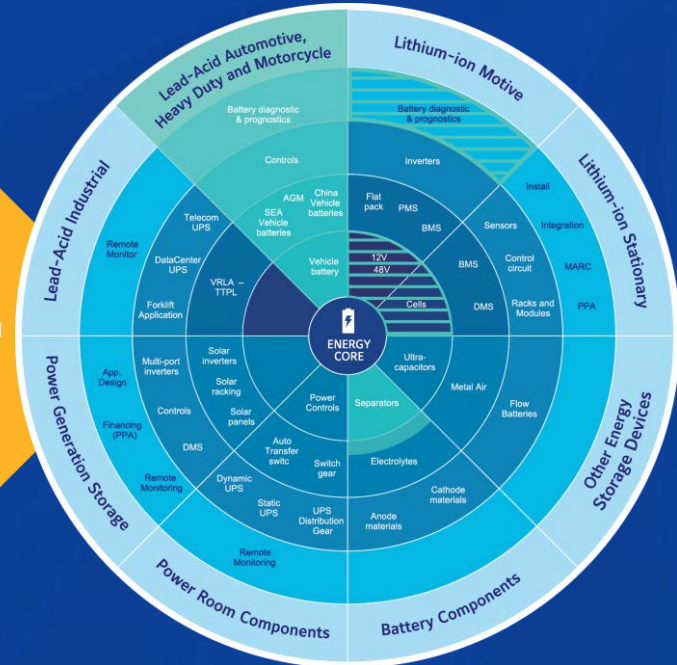 Lead-Acid Automotive,
Heavy Duty and Motorcycle
Battery diagnostic
& prognostics
Controls
AGM
China
Vehicle
batteries
SEA
Vehicle
batteries
Vehicle
battery
Lithium-ion Motive
Battery diagnostic
& prognostics
Inverters
Flat
pack
PMS
BMS
12V
48V
Cells
Lithium-ion Stationary
Install
Integration
MARC
PPA
Sensors
Control
circuit
Racks and
Modules
BMS
DMS
Other Energy
Storage Devices
Ultra-
capacitors
Metal Air
Flow
Batteries
Battery Components
Separators
Electrolytes
Cathode
materials
Anode
materials
Power Room Components
Power
Controls
Auto
Transfer
switc
Switch
gear
Dynamic
UPS
Static
UPS
UPS
Distribution
Gear
Remote
Monitoring
Power Generation Storage
Solar
inverters
Solar
racking
Solar
panels
Multi-port
inverters
Controls
DMS
App.
Design
Financing
(PPA)
Remote
Monitoring
Lead-Acid Industrial
Remote
Monitor
Telecom
UPS
DataCenter
UPS
Forklift
Application
VRLA –
TTPL
ENERGY
CORE